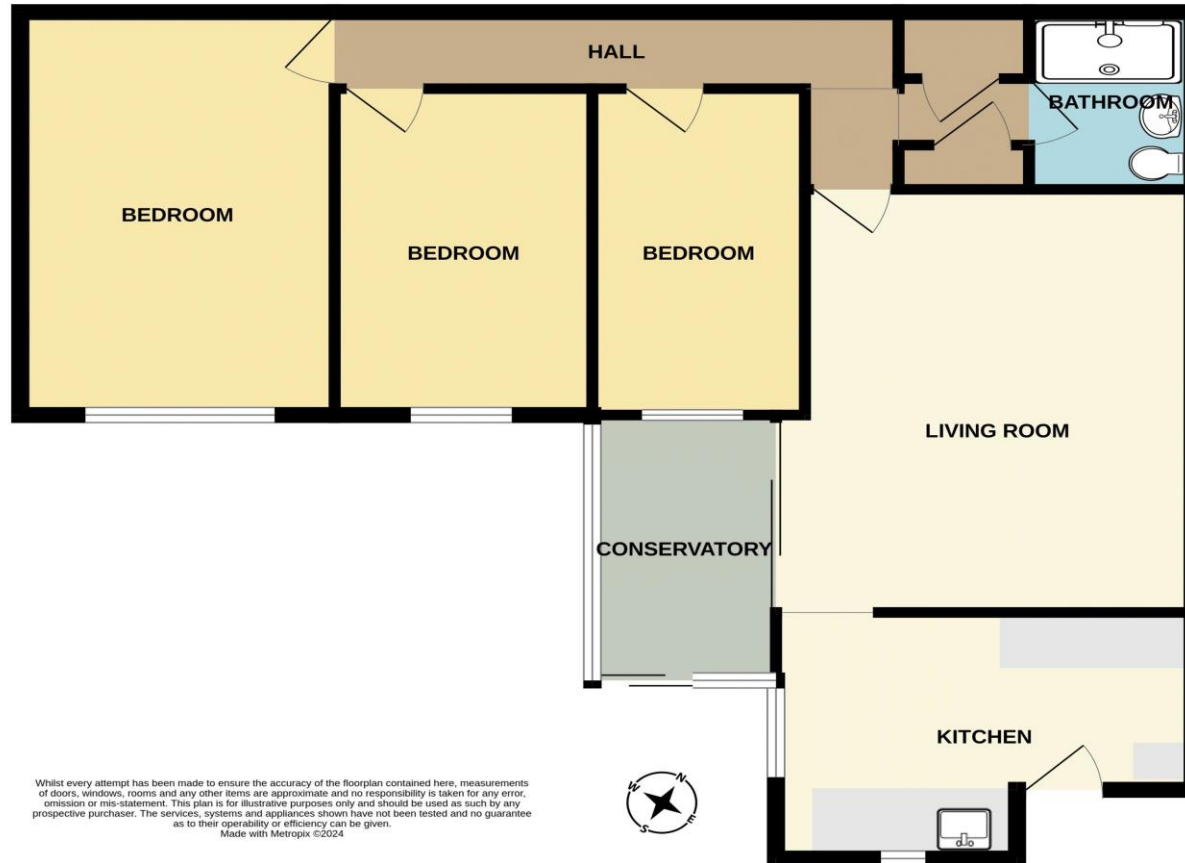 HALL
BATHROOM
BEDROOM
BEDROOM
BEDROOM
LIVING ROOM
CONSERVATORY
KITCHEN
N
W
E
S
Whilst every attempt has been made to ensure the accuracy of the floorplan contained here, measurements
of doors, windows, rooms and any other items are approximate and no responsibility is taken for any error,
omission or mis-statement. This plan is for illustrative purposes only and should be used as such by any
prospective purchaser. The services, systems and appliances shown have not been tested and no guarantee
as to their operability or efficiency can be given.
Made with Metropix ©2024